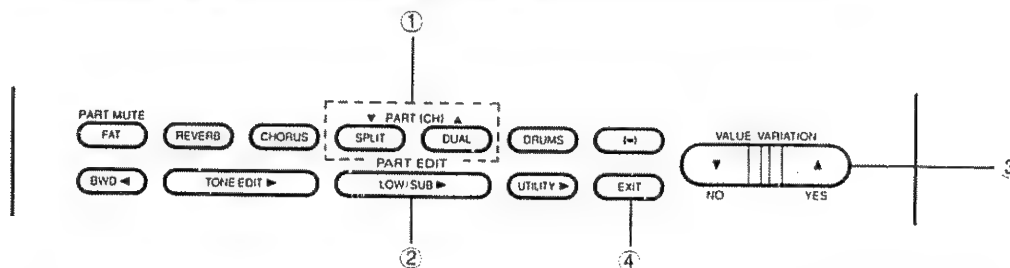 ①
▼ PART (CH) ▲
PART MUTE
FAT
REVERB
CHORUS
SPLIT
DUAL
DRUMS
(=)
VALUE VARIATION
▼ ▲
NO YES
③
PART EDIT
BWD ◄
TONE EDIT ►
LOW/SUB ►
UTILITY ►
EXIT
②
④